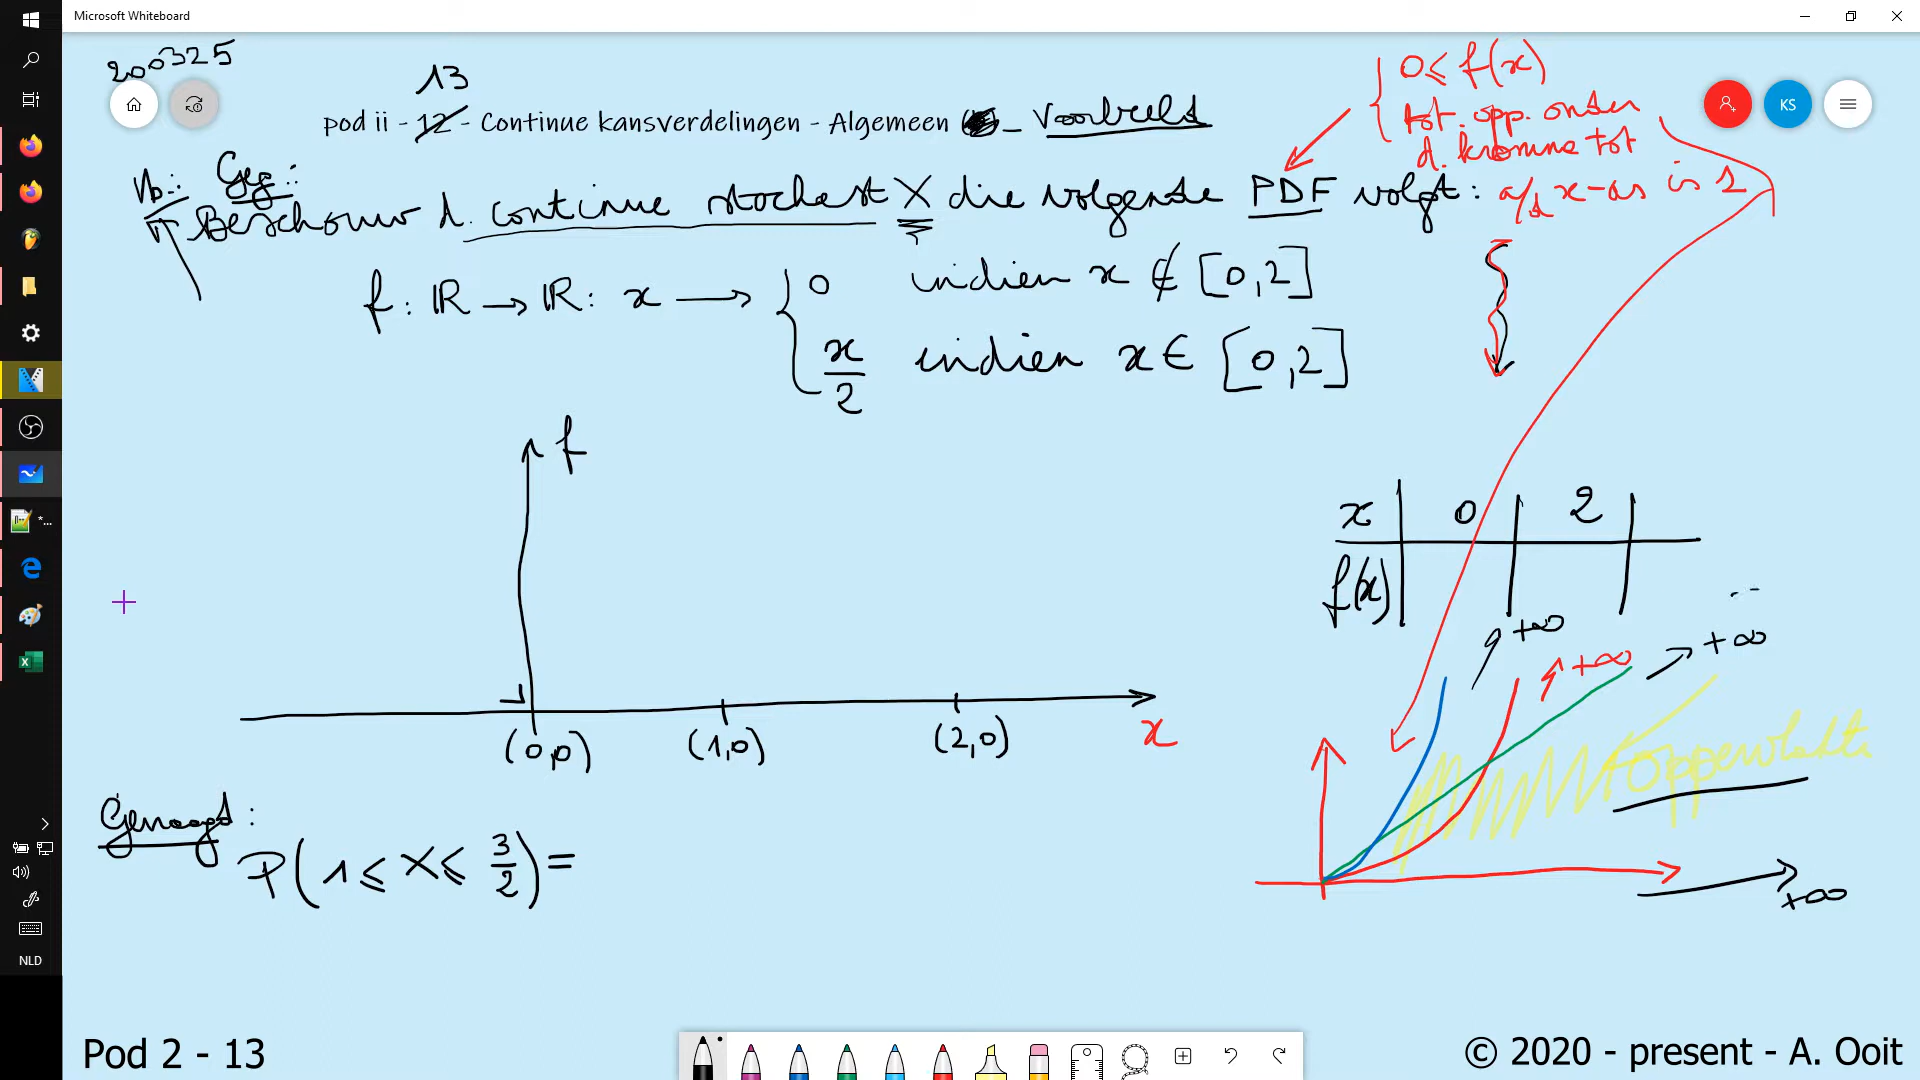 Microsoft Whiteboard
200325
13
pod ii - 12 - Continue kansverdelingen - Algemeen - Voorbeeld
KS
0 ≤ f(x)
tot. opp. onder
d. kromme tot
a/d x-as is 1
Vb.: Geg.:
Beschouw d. continue stochast X die volgende PDF volgt:
f: ℝ → ℝ: x → { 0 indien x ∉ [0,2]
x/2 indien x ∈ [0,2]
f
x 0 2
f(x)
(0,0) (1,0) (2,0) x
+∞ +∞ +∞
oppervlakte
+∞
Gevraagd:
P(1 ≤ X ≤ 3/2) =
NLD
Pod 2 - 13
© 2020 - present - A. Ooit